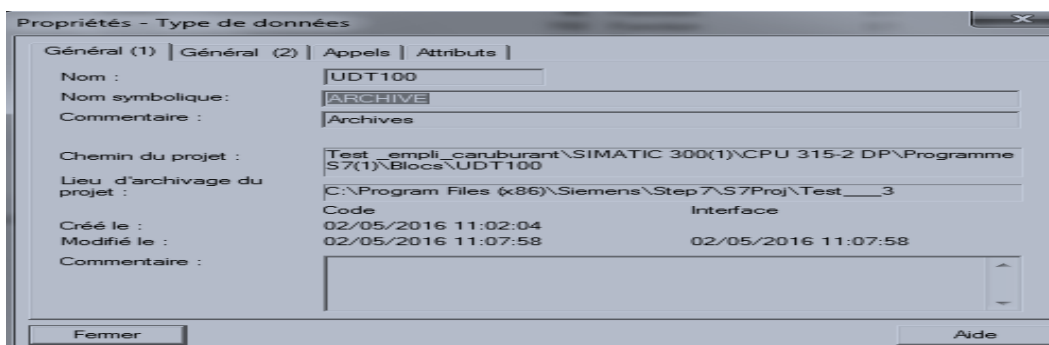 Propriétés - Type de données
Général (1) Général (2) Appels Attributs
Nom : UDT100
Nom symbolique: ARCHIVE
Commentaire : Archives
Chemin du projet : Test _empli_caruburant\SIMATIC 300(1)\CPU 315-2 DP\Programme
S7(1)\Blocs\UDT100
Lieu d'archivage du
projet : C:\Program Files (x86)\Siemens\Step7\S7Proj\Test____3
Code Interface
Créé le : 02/05/2016 11:02:04
Modifié le : 02/05/2016 11:07:58 02/05/2016 11:07:58
Commentaire :
Fermer Aide